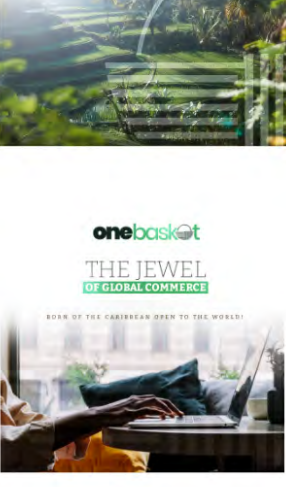 onebasket
THE JEWEL
OF GLOBAL COMMERCE
BORN OF THE CARIBBEAN OPEN TO THE WORLD!